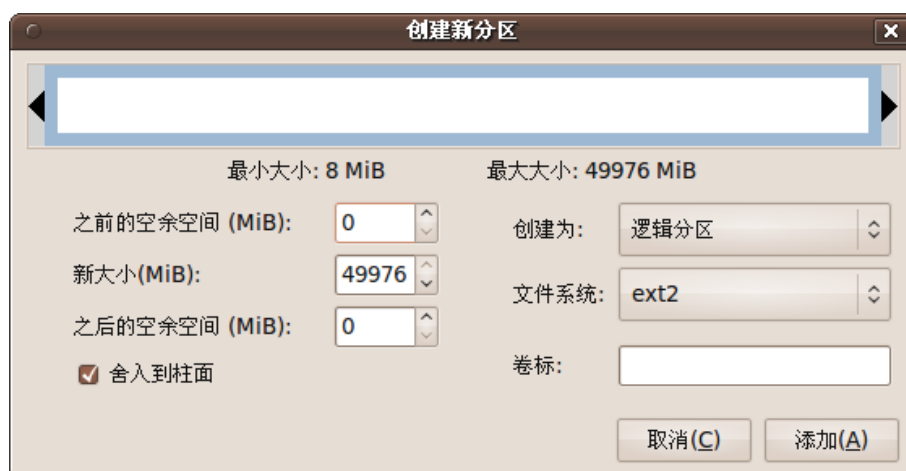 创建新分区
最小大小: 8 MiB
最大大小: 49976 MiB
之前的空余空间 (MiB):
0
创建为:
逻辑分区
新大小(MiB):
49976
文件系统:
ext2
之后的空余空间 (MiB):
0
舍入到柱面
卷标:
取消(C)
添加(A)